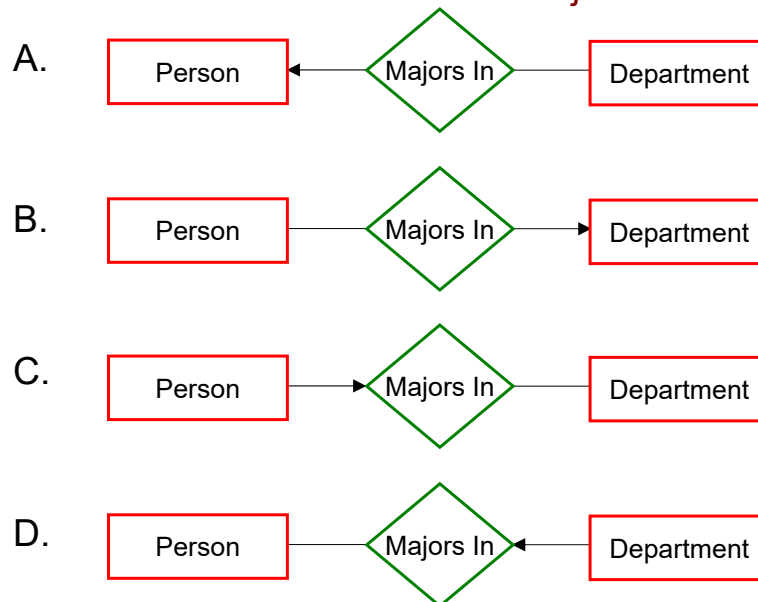 A. Person Majors In Department
B. Person Majors In Department
C. Person Majors In Department
D. Person Majors In Department